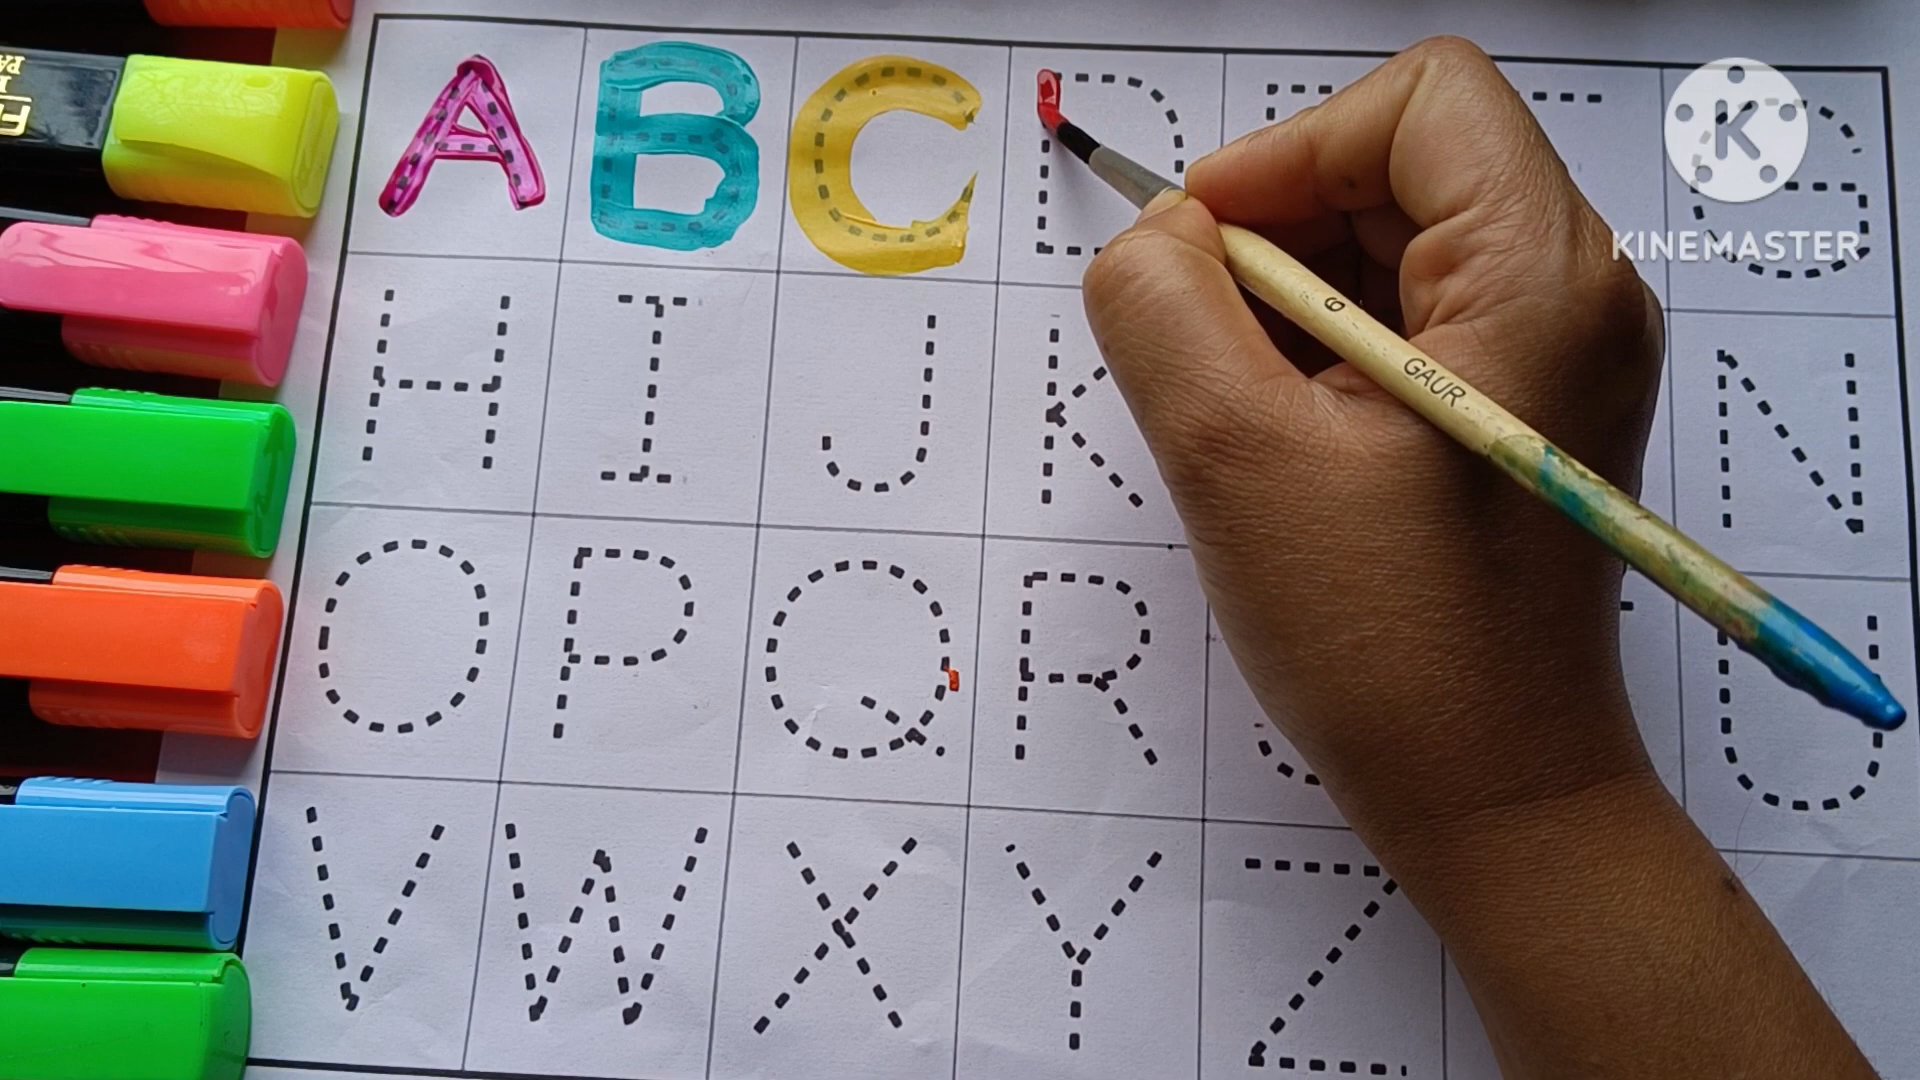 A B C D E F G
K
KINEMASTER
H I J K N
O P Q R S U
V W X Y Z
6 GAUR